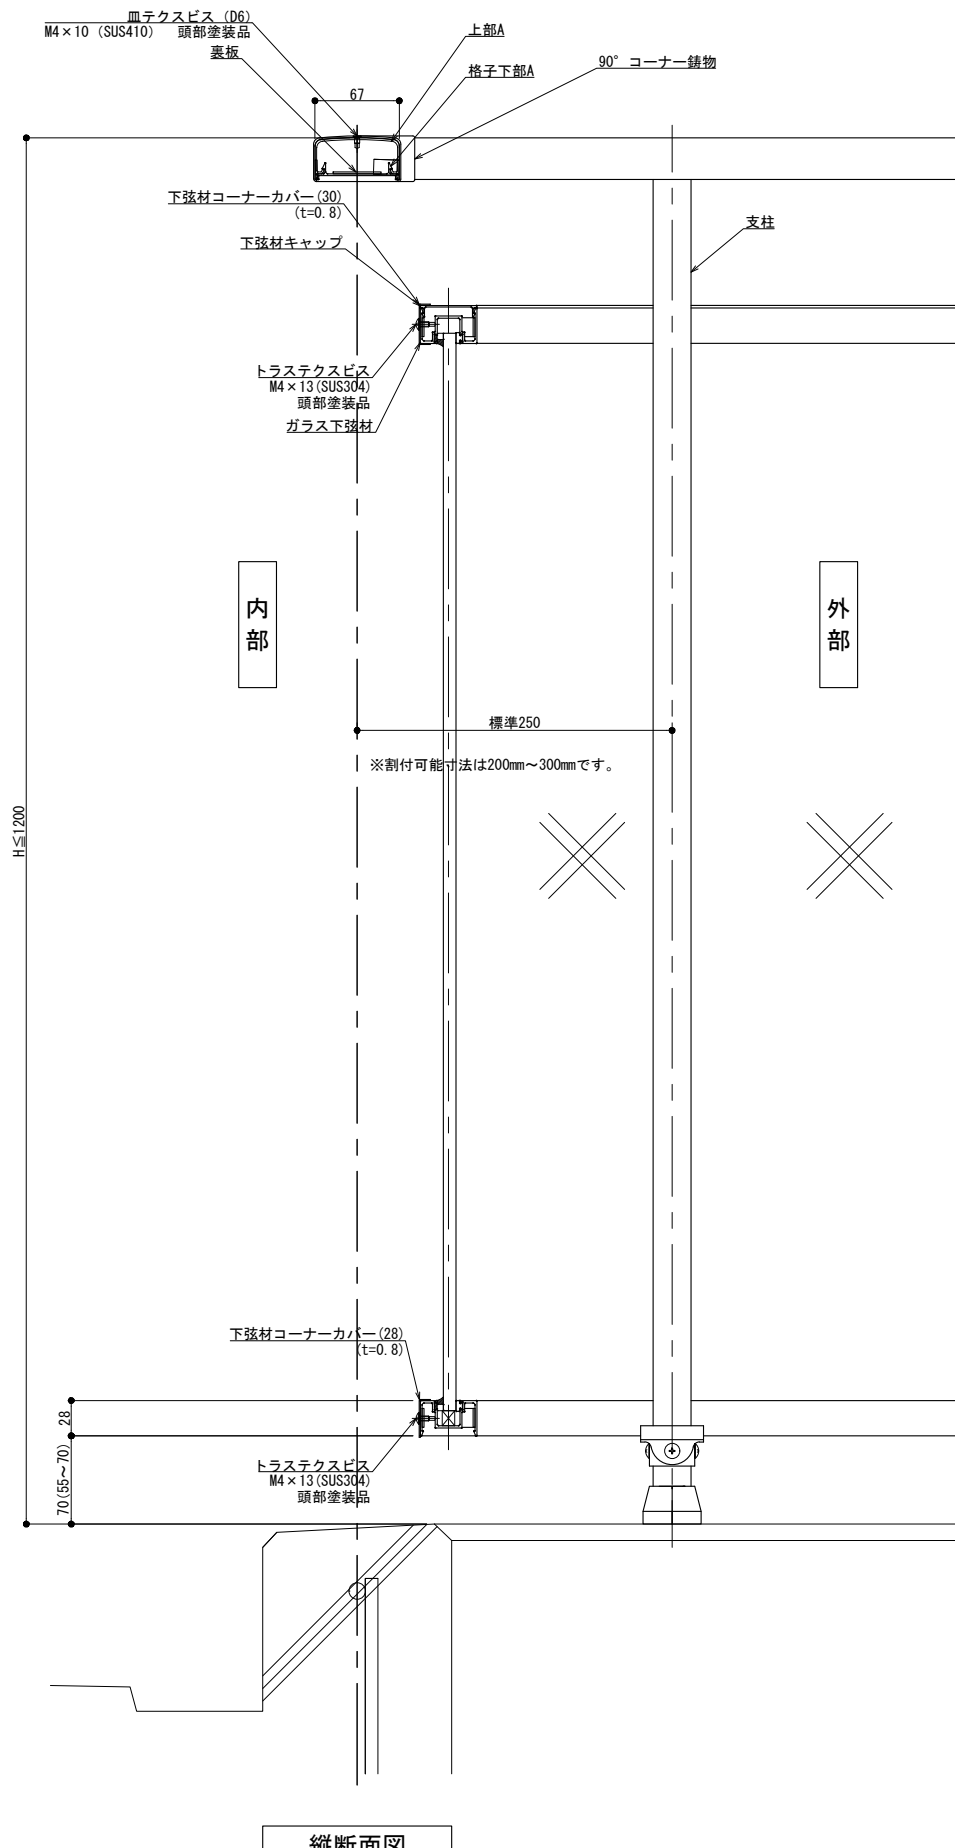 皿テクスビス (D6)
M4×10 (SUS410) 頭部塗装品
裏板
上部A
格子下部A
90° コーナー鋳物
67
下弦材コーナーカバー(30)
(t=0.8)
下弦材キャップ
支柱
トラステクスビス
M4×13(SUS304)
頭部塗装品
ガラス下弦材
内部
外部
標準250
※割付可能寸法は200mm～300mmです。
H≦1200
下弦材コーナーカバー(28)
(t=0.8)
28
70(55～70)
トラステクスビス
M4×13(SUS304)
頭部塗装品
縦断面図